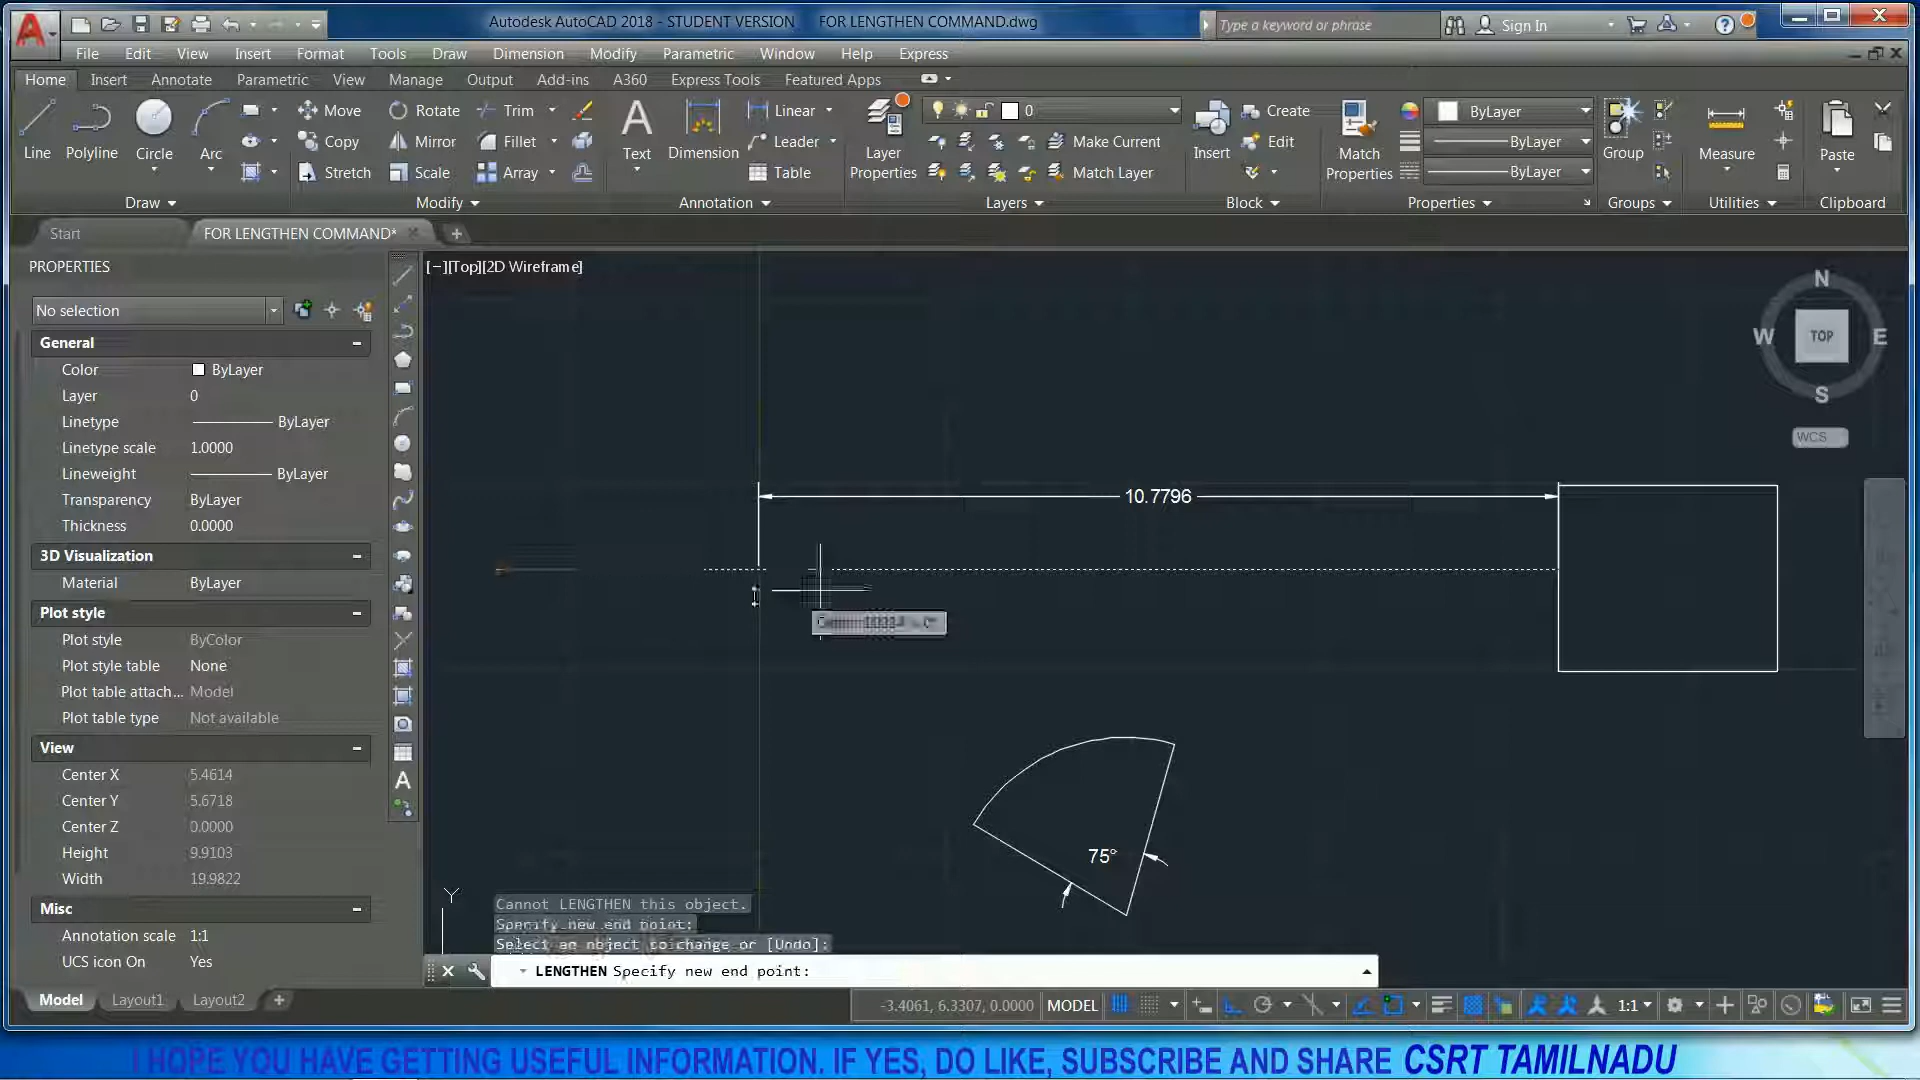 Autodesk AutoCAD 2018 - STUDENT VERSION FOR LENGTHEN COMMAND.dwg
Type a keyword or phrase
Sign In
File Edit View Insert Format Tools Draw Dimension Modify Parametric Window Help Express
Home Insert Annotate Parametric View Manage Output Add-ins A360 Express Tools Featured Apps
Line Polyline Circle Arc
Move Rotate Trim
Copy Mirror Fillet
Stretch Scale Array
Text Dimension
Linear
Leader
Table
Layer Properties
0
Make Current
Match Layer
Insert
Create
Edit
Match Properties
ByLayer
ByLayer
ByLayer
Group
Measure
Paste
Draw Modify Annotation Layers Block Properties Groups Utilities Clipboard
Start FOR LENGTHEN COMMAND*
PROPERTIES
No selection
General
Color ByLayer
Layer 0
Linetype ByLayer
Linetype scale 1.0000
Lineweight ByLayer
Transparency ByLayer
Thickness 0.0000
3D Visualization
Material ByLayer
Plot style
Plot style ByColor
Plot style table None
Plot table attach... Model
Plot table type Not available
View
Center X 5.4614
Center Y 5.6718
Center Z 0.0000
Height 9.9103
Width 19.9822
Misc
Annotation scale 1:1
UCS icon On Yes
[−][Top][2D Wireframe]
N
W TOP E
S
WCS
10.7796
75°
Y
Cannot LENGTHEN this object.
Specify new end point:
Select an object to change or [Undo]:
LENGTHEN Specify new end point:
Model Layout1 Layout2
-3.4061, 6.3307, 0.0000 MODEL 1:1
I HOPE YOU HAVE GETTING USEFUL INFORMATION. IF YES, DO LIKE, SUBSCRIBE AND SHARE CSRT TAMILNADU